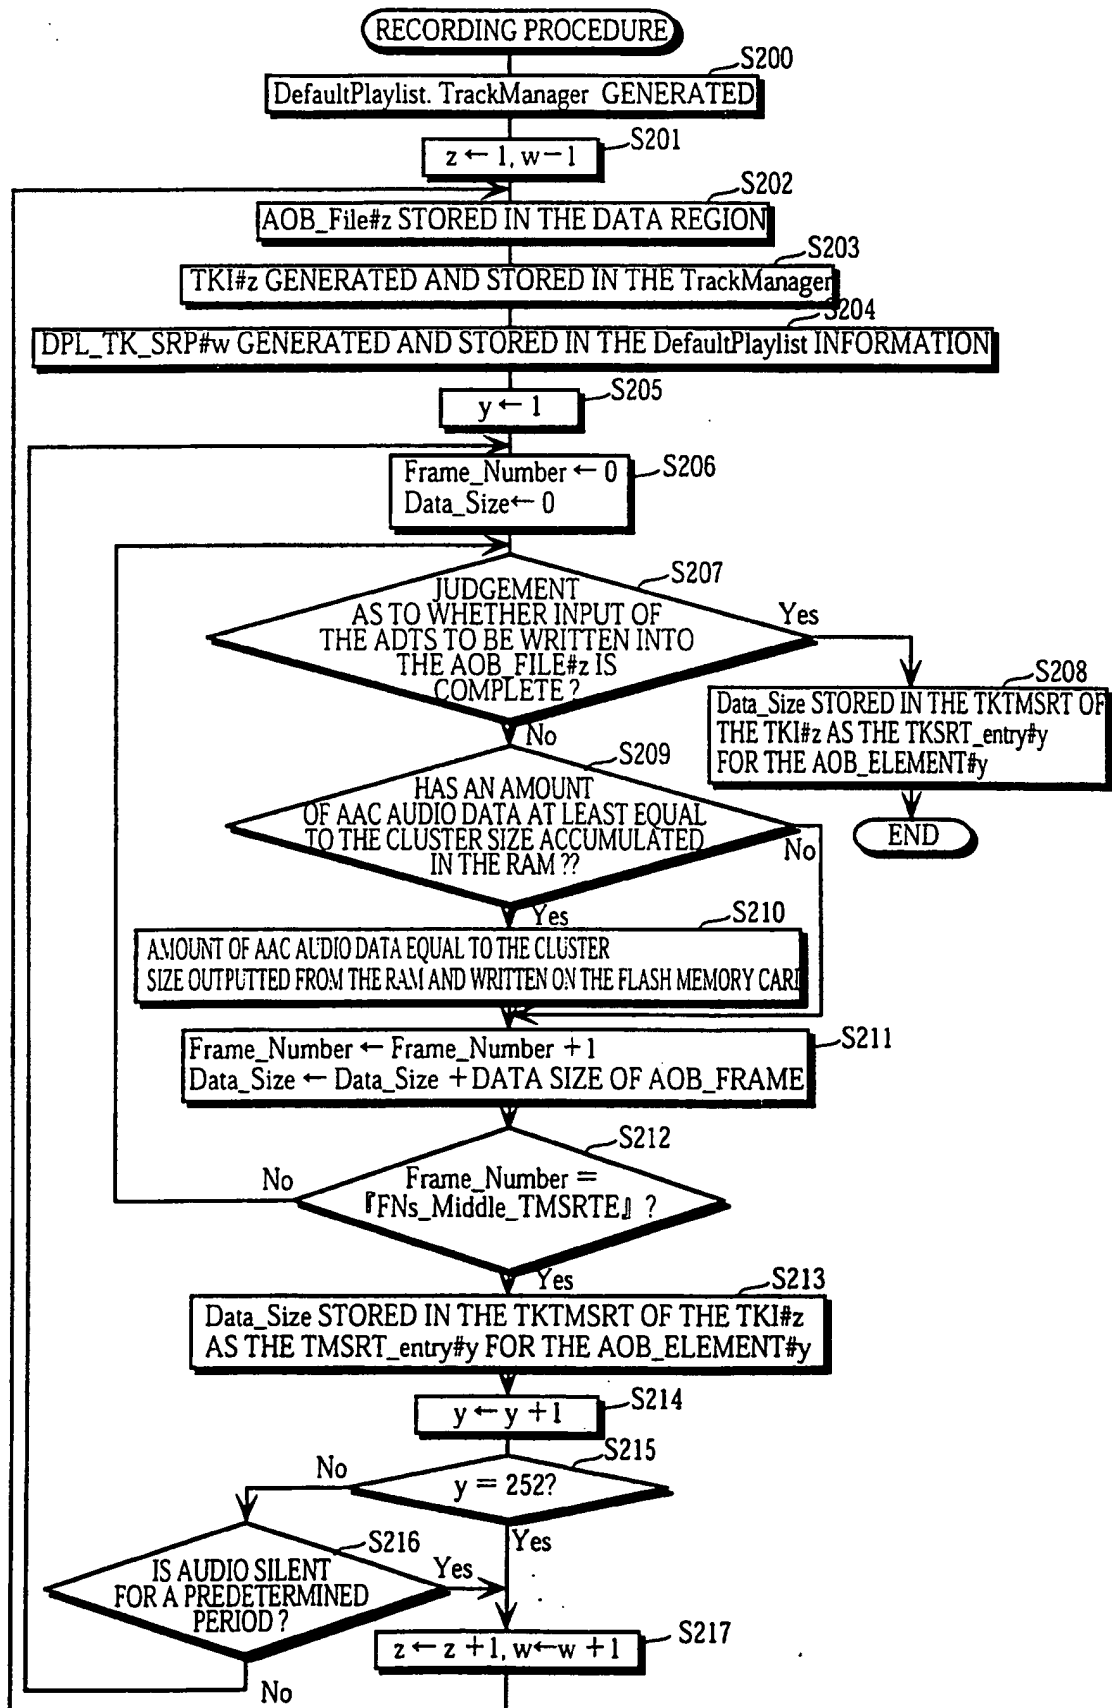 RECORDING PROCEDURE
S200
DefaultPlaylist. TrackManager GENERATED
S201
z ← 1, w−1
S202
AOB_File#z STORED IN THE DATA REGION
S203
TKI#z GENERATED AND STORED IN THE TrackManager
S204
DPL_TK_SRP#w GENERATED AND STORED IN THE DefaultPlaylist INFORMATION
S205
y ← 1
S206
Frame_Number ← 0
Data_Size ← 0
S207
JUDGEMENT
AS TO WHETHER INPUT OF
THE ADTS TO BE WRITTEN INTO
THE AOB_FILE#z IS
COMPLETE ?
Yes
No
S208
Data_Size STORED IN THE TKTMSRT OF
THE TKI#z AS THE TKSRT_entry#y
FOR THE AOB_ELEMENT#y
END
S209
HAS AN AMOUNT
OF AAC AUDIO DATA AT LEAST EQUAL
TO THE CLUSTER SIZE ACCUMULATED
IN THE RAM ??
No
Yes
S210
AMOUNT OF AAC AUDIO DATA EQUAL TO THE CLUSTER
SIZE OUTPUTTED FROM THE RAM AND WRITTEN ON THE FLASH MEMORY CARD
S211
Frame_Number ← Frame_Number +1
Data_Size ← Data_Size + DATA SIZE OF AOB_FRAME
S212
No
Frame_Number =
『FNs_Middle_TMSRTE』 ?
Yes
S213
Data_Size STORED IN THE TKTMSRT OF THE TKI#z
AS THE TMSRT_entry#y FOR THE AOB_ELEMENT#y
S214
y ← y +1
S215
No
y = 252?
Yes
S216
IS AUDIO SILENT
FOR A PREDETERMINED
PERIOD ?
Yes
No
S217
z ← z +1, w←w +1